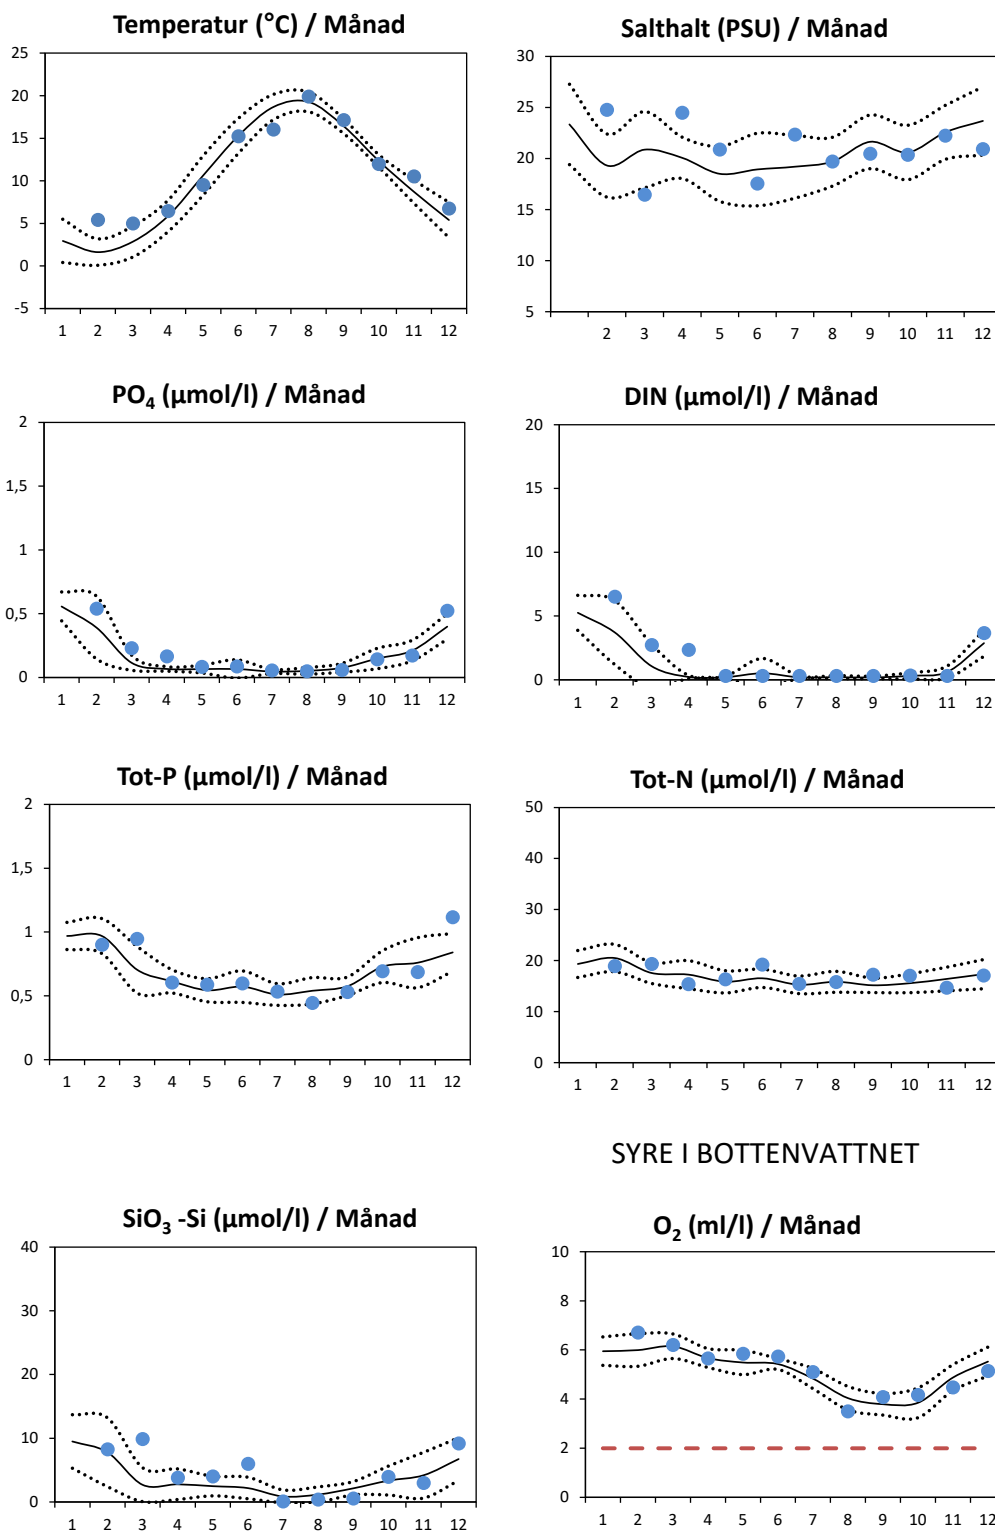 Temperatur (°C) / Månad
25
20
15
10
5
0
-5
1 2 3 4 5 6 7 8 9 10 11 12
Salthalt (PSU) / Månad
30
25
20
15
10
5
2 3 4 5 6 7 8 9 10 11 12
PO4 (µmol/l) / Månad
2
1,5
1
0,5
0
1 2 3 4 5 6 7 8 9 10 11 12
DIN (µmol/l) / Månad
20
15
10
5
0
1 2 3 4 5 6 7 8 9 10 11 12
Tot-P (µmol/l) / Månad
2
1,5
1
0,5
0
1 2 3 4 5 6 7 8 9 10 11 12
Tot-N (µmol/l) / Månad
50
40
30
20
10
0
1 2 3 4 5 6 7 8 9 10 11 12
SYRE I BOTTENVATTNET
SiO3 -Si (µmol/l) / Månad
40
30
20
10
0
1 2 3 4 5 6 7 8 9 10 11 12
O2 (ml/l) / Månad
10
8
6
4
2
0
1 2 3 4 5 6 7 8 9 10 11 12